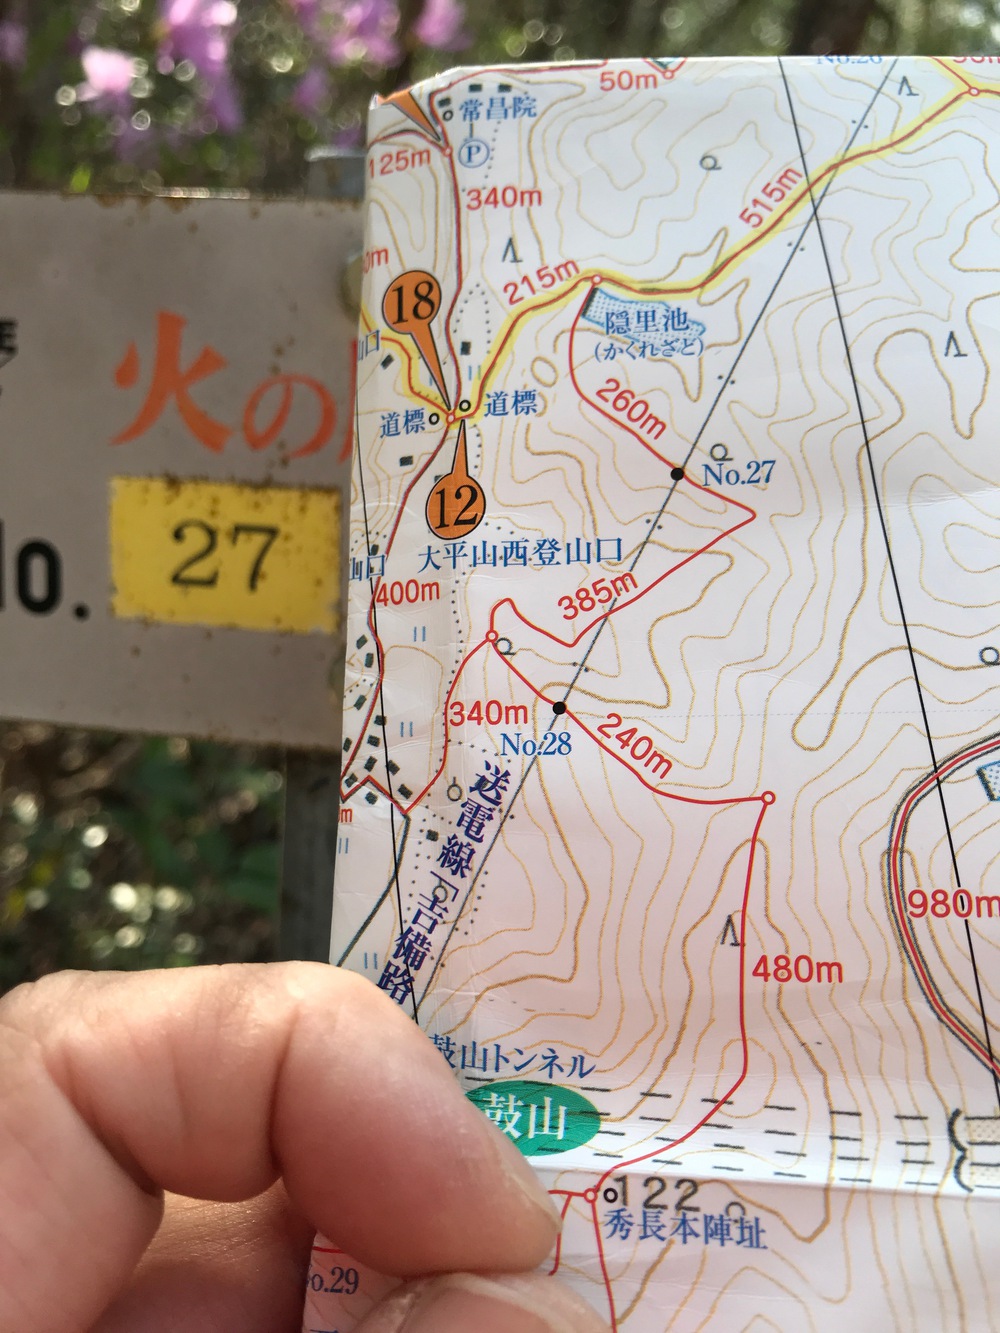 火の
No.
27
50m
常昌院
P
125m
340m
515m
215m
18
隠里池
(かくれざと)
道標
道標
260m
No.27
12
大平山西登山口
400m
385m
340m
No.28
240m
送電線「吉備路
980m
480m
鼓山トンネル
鼓山
122
秀長本陣址
No.29